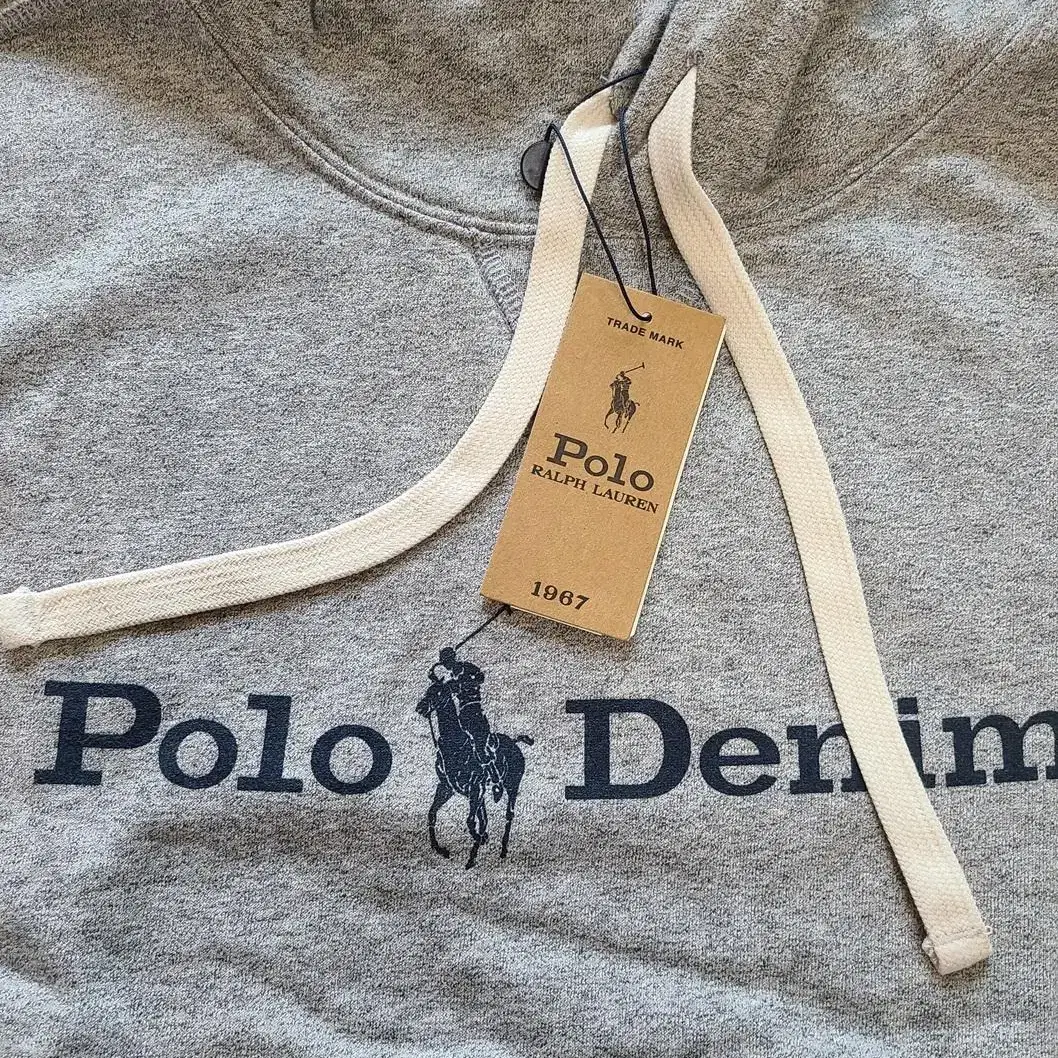 TRADE MARK
Polo
RALPH LAUREN
1967
Polo Denim